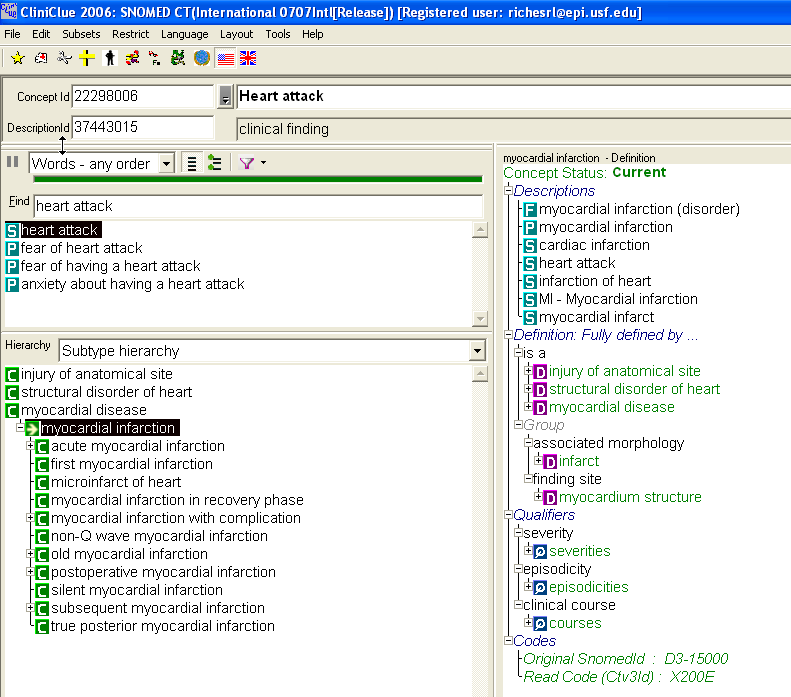 CliniClue 2006: SNOMED CT(International 0707Intl[Release]) [Registered user: richesrl@epi.usf.edu]
File Edit Subsets Restrict Language Layout Tools Help
Concept Id 22298006 Heart attack
DescriptionId 37443015 clinical finding
Words - any order
Find heart attack
S heart attack
P fear of heart attack
P fear of having a heart attack
P anxiety about having a heart attack
Hierarchy Subtype hierarchy
C injury of anatomical site
C structural disorder of heart
C myocardial disease
myocardial infarction
C acute myocardial infarction
C first myocardial infarction
C microinfarct of heart
C myocardial infarction in recovery phase
C myocardial infarction with complication
C non-Q wave myocardial infarction
C old myocardial infarction
C postoperative myocardial infarction
C silent myocardial infarction
C subsequent myocardial infarction
C true posterior myocardial infarction
myocardial infarction - Definition
Concept Status: Current
Descriptions
F myocardial infarction (disorder)
P myocardial infarction
S cardiac infarction
S heart attack
S infarction of heart
S MI - Myocardial infarction
S myocardial infarct
Definition: Fully defined by ...
is a
D injury of anatomical site
D structural disorder of heart
D myocardial disease
Group
associated morphology
D infarct
finding site
D myocardium structure
Qualifiers
severity
severities
episodicity
episodicities
clinical course
courses
Codes
Original SnomedId : D3-15000
Read Code (Ctv3Id) : X200E